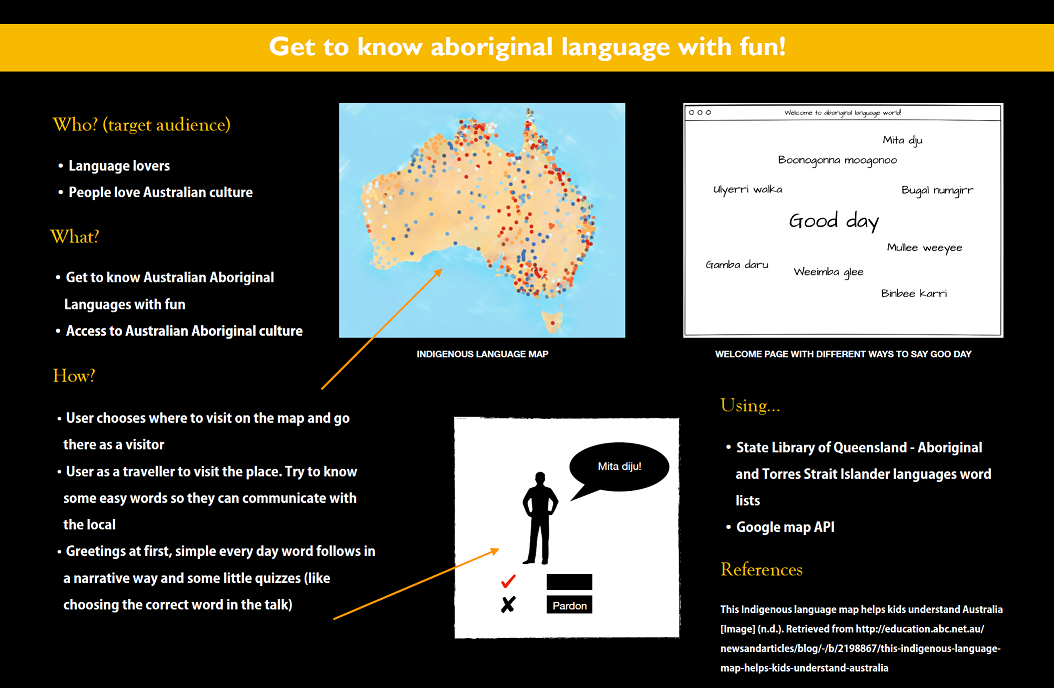 Get to know aboriginal language with fun!
Who? (target audience)
• Language lovers
• People love Australian culture
What?
• Get to know Australian Aboriginal
Languages with fun
• Access to Australian Aboriginal culture
How?
• User chooses where to visit on the map and go
there as a visitor
• User as a traveller to visit the place. Try to know
some easy words so they can communicate with
the local
• Greetings at first, simple every day word follows in
a narrative way and some little quizzes (like
choosing the correct word in the talk)
INDIGENOUS LANGUAGE MAP
Welcome to aboriginal language world!
Mita dju
Boonogonna moogonoo
Ulyerri walka
Bugal numgirr
Good day
Mullee weeyee
Gamba daru
Weeimba glee
Binbee karri
WELCOME PAGE WITH DIFFERENT WAYS TO SAY GOO DAY
Mita diju!
Pardon
Using...
• State Library of Queensland - Aboriginal
and Torres Strait Islander languages word
lists
• Google map API
References
This Indigenous language map helps kids understand Australia
[Image] (n.d.). Retrieved from http://education.abc.net.au/
newsandarticles/blog/-/b/2198867/this-indigenous-language-
map-helps-kids-understand-australia